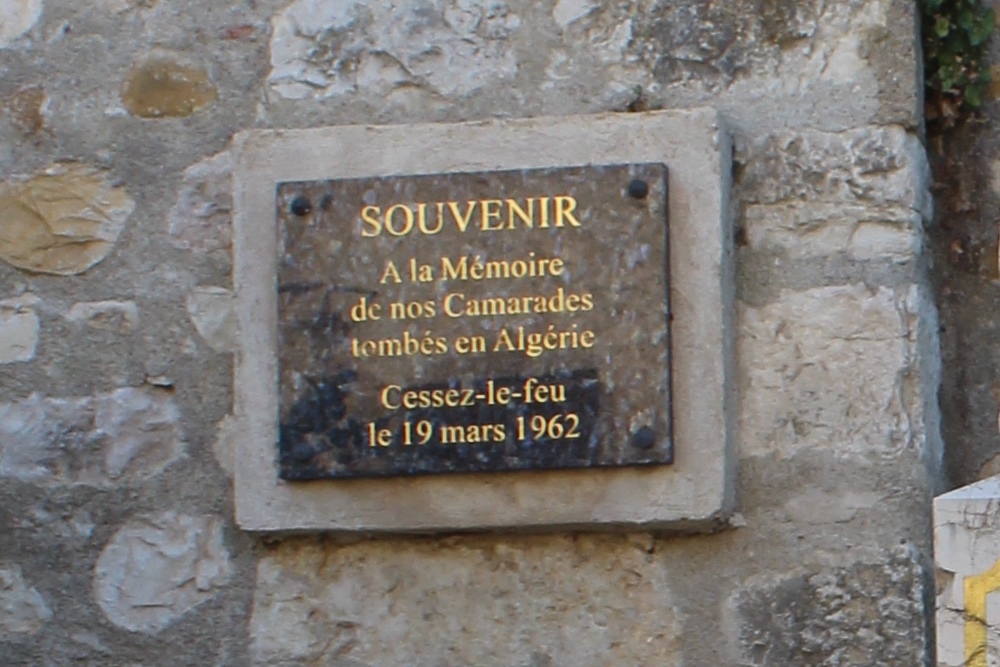 SOUVENIR
A la Mémoire
de nos Camarades
tombés en Algérie
Cessez-le-feu
le 19 mars 1962